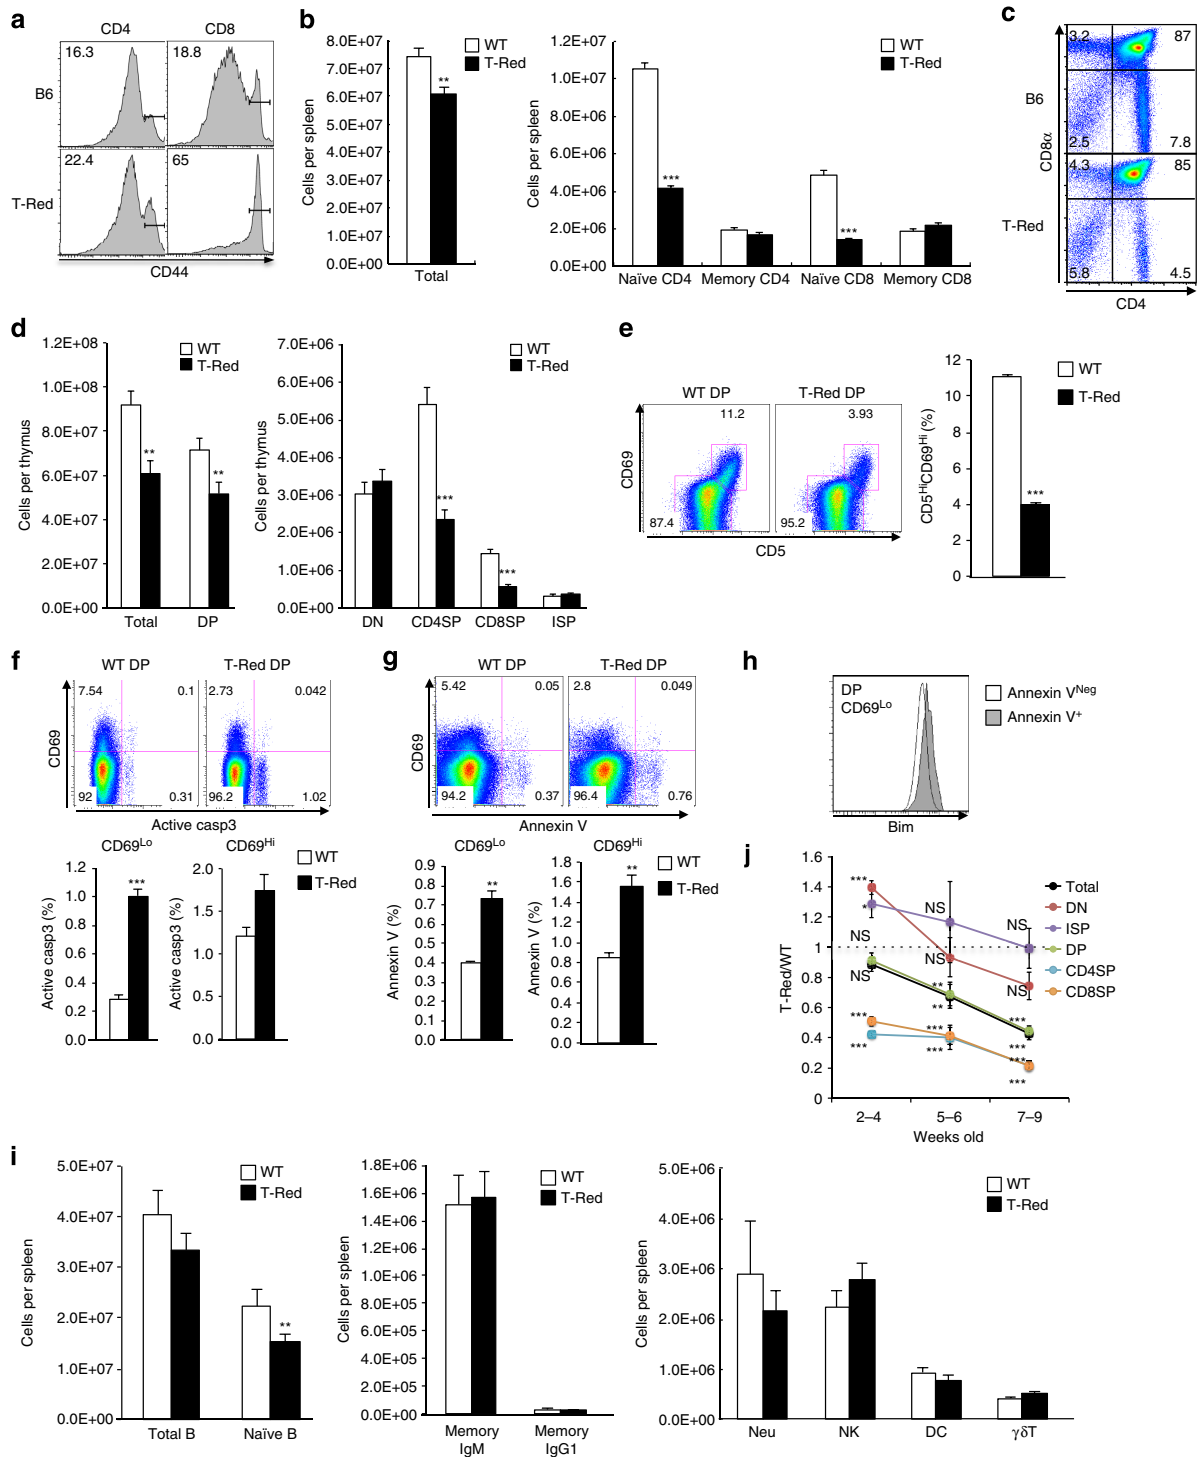 a
CD4 CD8
16.3 18.8
B6
22.4 65
T-Red
CD44
b
8.0E+07
7.0E+07
6.0E+07
5.0E+07
4.0E+07
3.0E+07
2.0E+07
1.0E+07
0.0E+00
Cells per spleen
WT
T-Red
**
Total
1.2E+07
1.0E+07
8.0E+06
6.0E+06
4.0E+06
2.0E+06
0.0E+00
Cells per spleen
WT
T-Red
***
***
Naïve CD4 Memory CD4 Naïve CD8 Memory CD8
c
3.2 87
B6
2.5 7.8
CD8α
4.3 85
T-Red
5.8 4.5
CD4
d
1.2E+08
1.0E+08
8.0E+07
6.0E+07
4.0E+07
2.0E+07
0.0E+00
Cells per thymus
WT
T-Red
** **
Total DP
7.0E+06
6.0E+06
5.0E+06
4.0E+06
3.0E+06
2.0E+06
1.0E+06
0.0E+00
Cells per thymus
WT
T-Red
***
***
DN CD4SP CD8SP ISP
e
WT DP T-Red DP
11.2 3.93
CD69
87.4 95.2
CD5
12
10
8
6
4
2
0
CD5HiCD69Hi (%)
WT
T-Red
***
f
WT DP T-Red DP
7.54 0.1 2.73 0.042
CD69
92 0.31 96.2 1.02
Active casp3
CD69Lo
1.2
1.0
0.8
0.6
0.4
0.2
0.0
Active casp3 (%)
***
CD69Hi
2.0
1.5
1.0
0.5
0.0
Active casp3 (%)
WT
T-Red
g
WT DP T-Red DP
5.42 0.05 2.8 0.049
CD69
94.2 0.37 96.4 0.76
Annexin V
CD69Lo
0.9
0.8
0.7
0.6
0.5
0.4
0.3
0.2
0.1
0.0
Annexin V (%)
**
CD69Hi
1.8
1.6
1.4
1.2
1.0
0.8
0.6
0.4
0.2
0.0
Annexin V (%)
**
WT
T-Red
h
DP
CD69Lo
Annexin VNeg
Annexin V+
Bim
j
1.6
1.4
1.2
1
0.8
0.6
0.4
0.2
0
T-Red/WT
***
*
NS
NS
***
***
NS
NS
**
**
***
***
NS
NS
***
***
***
***
Total
DN
ISP
DP
CD4SP
CD8SP
2–4 5–6 7–9
Weeks old
i
5.0E+07
4.0E+07
3.0E+07
2.0E+07
1.0E+07
0.0E+00
Cells per spleen
WT
T-Red
**
Total B Naïve B
1.8E+06
1.6E+06
1.4E+06
1.2E+06
1.0E+06
8.0E+05
6.0E+05
4.0E+05
2.0E+05
0.0E+00
Cells per spleen
WT
T-Red
Memory Memory
IgM IgG1
5.0E+06
4.0E+06
3.0E+06
2.0E+06
1.0E+06
0.0E+00
Cells per spleen
WT
T-Red
Neu NK DC γδT